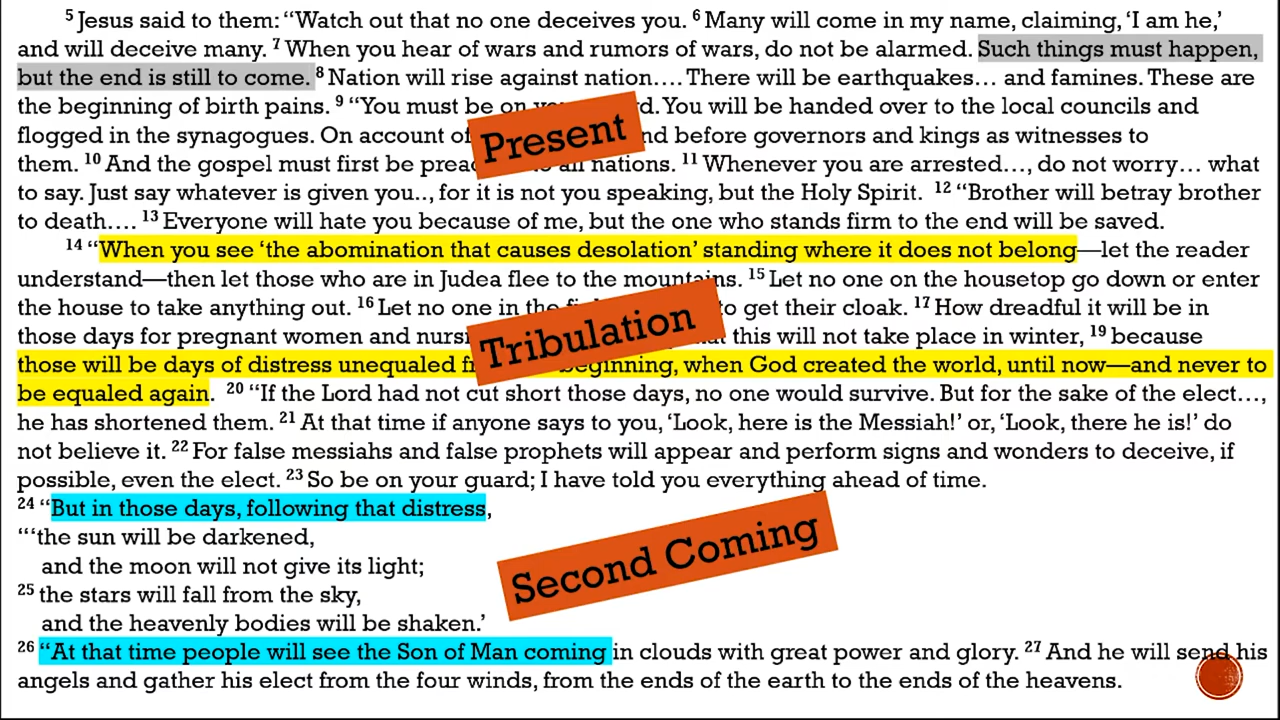 ⁵ Jesus said to them: “Watch out that no one deceives you. ⁶ Many will come in my name, claiming, ‘I am he,’
and will deceive many. ⁷ When you hear of wars and rumors of wars, do not be alarmed. Such things must happen,
but the end is still to come. ⁸ Nation will rise against nation…. There will be earthquakes… and famines. These are
the beginning of birth pains. ⁹ “You must be on d. You will be handed over to the local councils and
flogged in the synagogues. On account of nd before governors and kings as witnesses to
Present
them. ¹⁰ And the gospel must first be preac all nations. ¹¹ Whenever you are arrested…, do not worry… what
to say. Just say whatever is given you.., for it is not you speaking, but the Holy Spirit. ¹² “Brother will betray brother
to death…. ¹³ Everyone will hate you because of me, but the one who stands firm to the end will be saved.
¹⁴ “When you see ‘the abomination that causes desolation’ standing where it does not belong—let the reader
understand—then let those who are in Judea flee to the mountains. ¹⁵ Let no one on the housetop go down or enter
the house to take anything out. ¹⁶ Let no one in the to get their cloak. ¹⁷ How dreadful it will be in
those days for pregnant women and nursi this will not take place in winter, ¹⁹ because
Tribulation
those will be days of distress unequaled beginning, when God created the world, until now—and never to
be equaled again. ²⁰ “If the Lord had not cut short those days, no one would survive. But for the sake of the elect…,
he has shortened them. ²¹ At that time if anyone says to you, ‘Look, here is the Messiah!’ or, ‘Look, there he is!’ do
not believe it. ²² For false messiahs and false prophets will appear and perform signs and wonders to deceive, if
possible, even the elect. ²³ So be on your guard; I have told you everything ahead of time.
²⁴ “But in those days, following that distress,
“‘the sun will be darkened,
and the moon will not give its light;
Second Coming
²⁵ the stars will fall from the sky,
and the heavenly bodies will be shaken.’
²⁶ “At that time people will see the Son of Man coming in clouds with great power and glory. ²⁷ And he will send his
angels and gather his elect from the four winds, from the ends of the earth to the ends of the heavens.